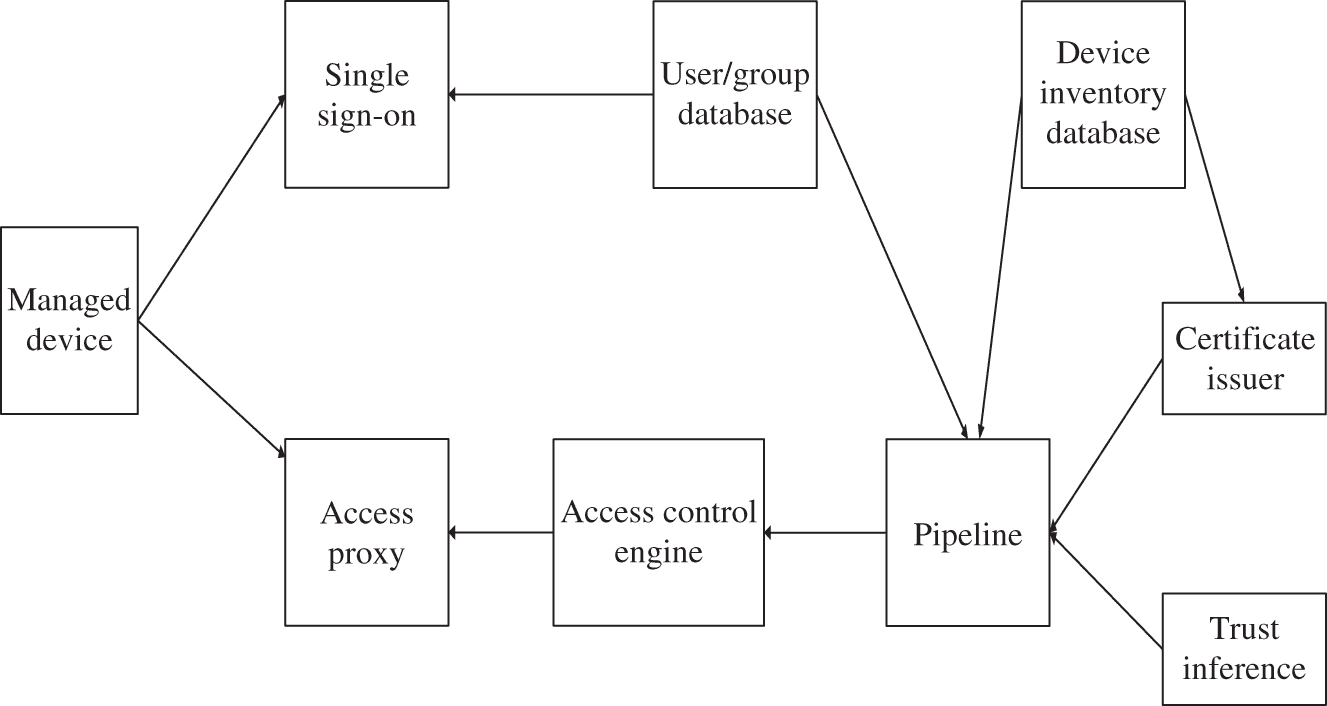 Single
sign-on
User/group
database
Device
inventory
database
Managed
device
Certificate
issuer
Access
proxy
Access control
engine
Pipeline
Trust
inference